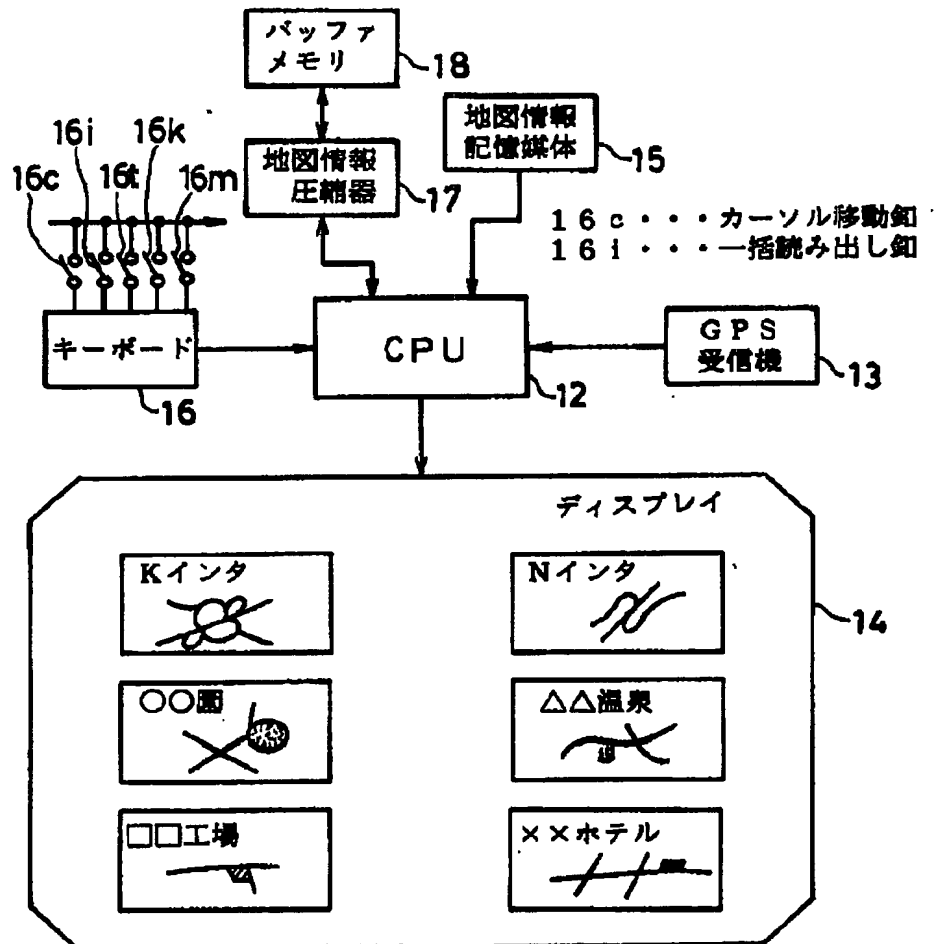 バッファ
メモリ
18
地図情報
記憶媒体
15
16i
16k
16c
16t
16m
地図情報
圧縮器
17
16c・・・カーソル移動釦
16i・・・一括読み出し釦
キーボード
16
CPU
12
GPS
受信機
13
ディスプレイ
14
Kインタ
Nインタ
○○園
△△温泉
□□工場
××ホテル